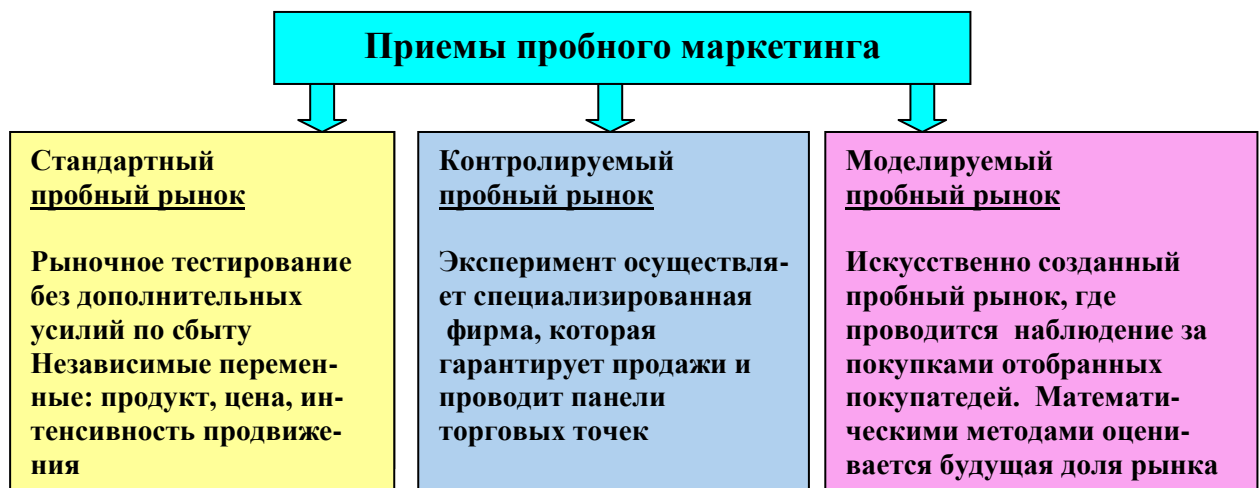 Приемы пробного маркетинга
Стандартный
пробный рынок
Рыночное тестирование
без дополнительных
усилий по сбыту
Независимые перемен-
ные: продукт, цена, ин-
тенсивность продвиже-
ния
Контролируемый
пробный рынок
Эксперимент осуществля-
ет специализированная
фирма, которая
гарантирует продажи и
проводит панели
торговых точек
Моделируемый
пробный рынок
Искусственно созданный
пробный рынок, где
проводится наблюдение за
покупками отобранных
покупатедей. Математи-
ческими методами оцени-
вается будущая доля рынка